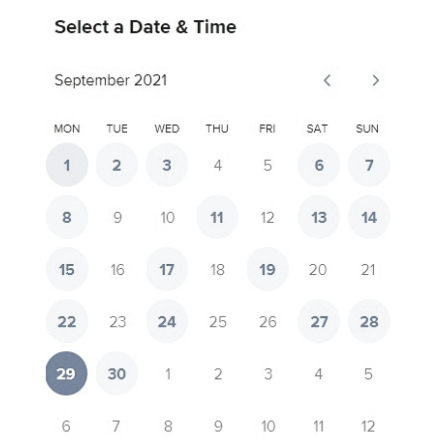 Select a Date & Time
September 2021
MON TUE WED THU FRI SAT SUN
1 2 3 4 5 6 7
8 9 10 11 12 13 14
15 16 17 18 19 20 21
22 23 24 25 26 27 28
29 30 1 2 3 4 5
6 7 8 9 10 11 12